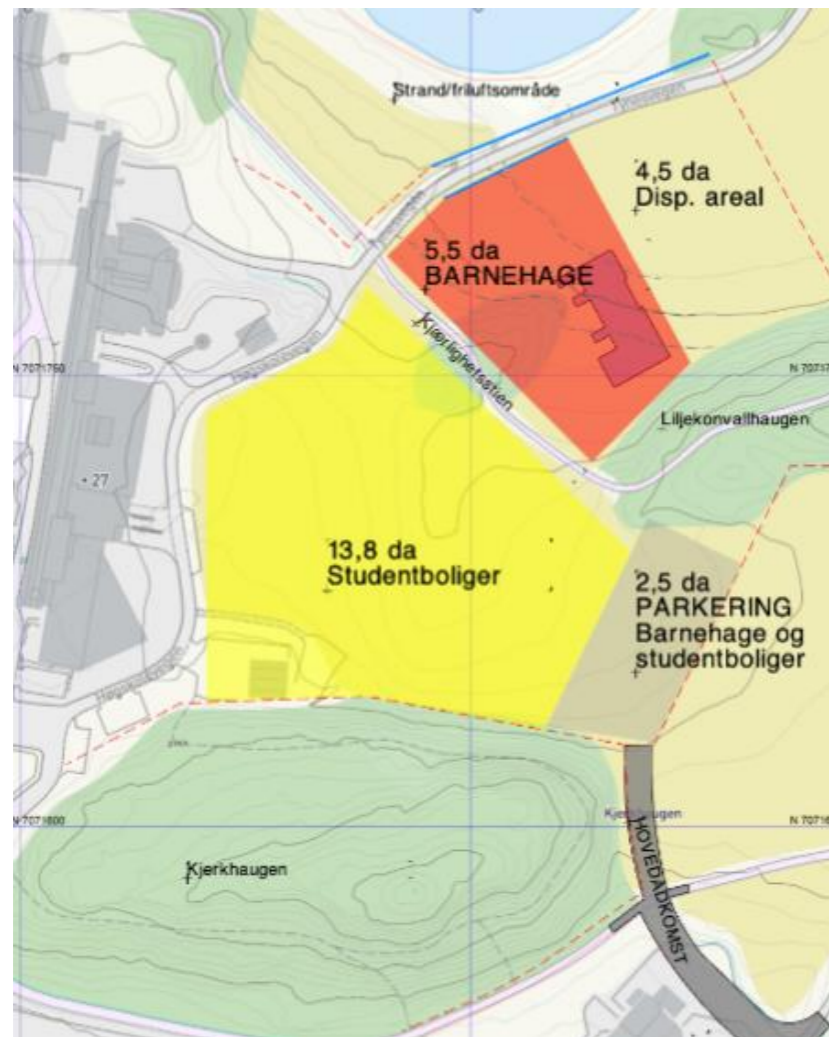 Strand/friluftsområde
4,5 da
Disp. areal
5,5 da
BARNEHAGE
Kjærlighetsstien
N 7071750
Liljekonvallhaugen
+ 27
13,8 da
Studentboliger
2,5 da
PARKERING
Barnehage og
studentboliger
N 7071600
HOVEDADKOMST
Kjerkhaugen